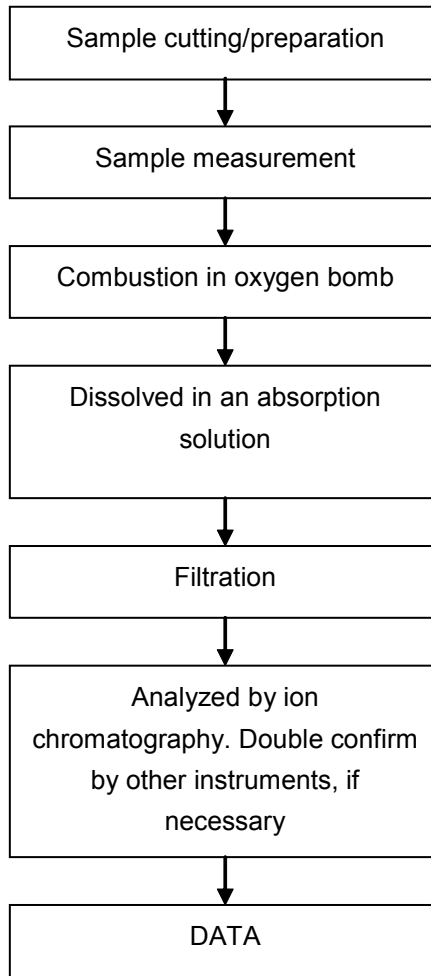 Sample cutting/preparation
Sample measurement
Combustion in oxygen bomb
Dissolved in an absorption
solution
Filtration
Analyzed by ion
chromatography. Double confirm
by other instruments, if
necessary
DATA